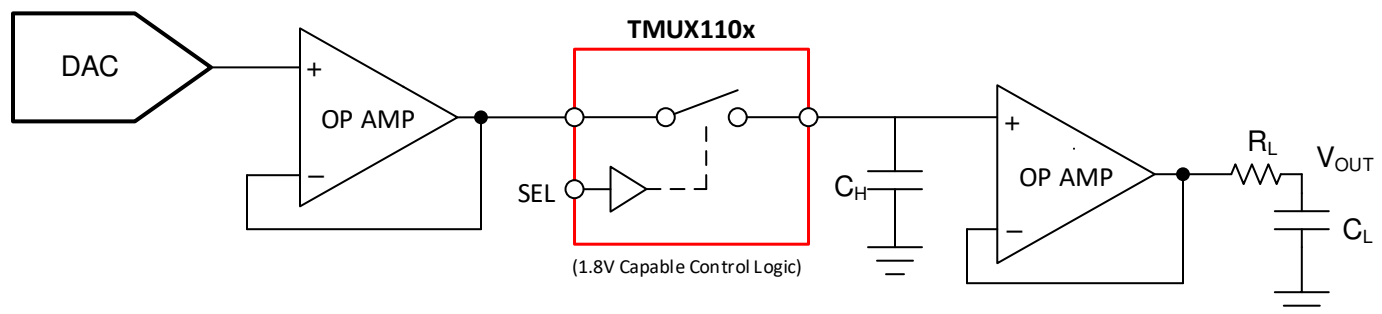 TMUX110x
DAC
+
OP AMP
−
SEL
(1.8V Capable Control Logic)
C_H
+
OP AMP
−
R_L
V_OUT
C_L